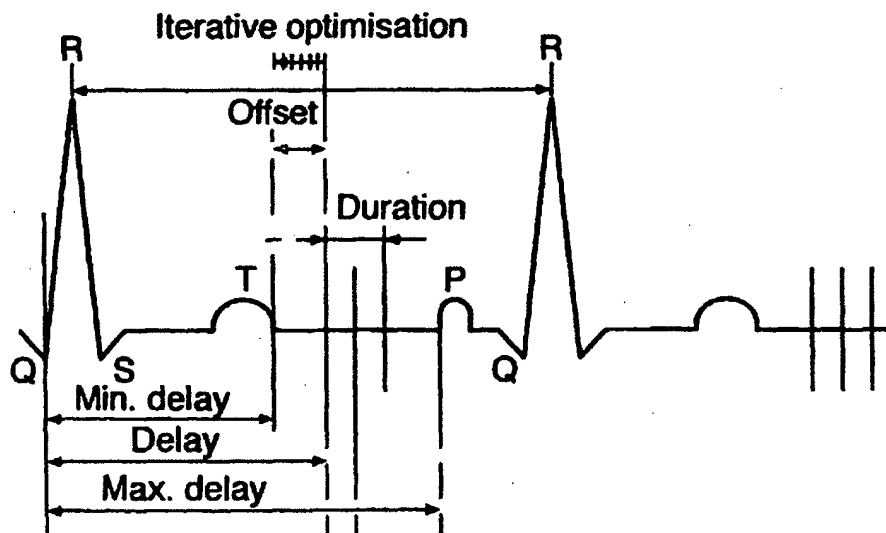 Iterative optimisation
R
R
Offset
Duration
T
P
Q
S
Q
Min. delay
Delay
Max. delay